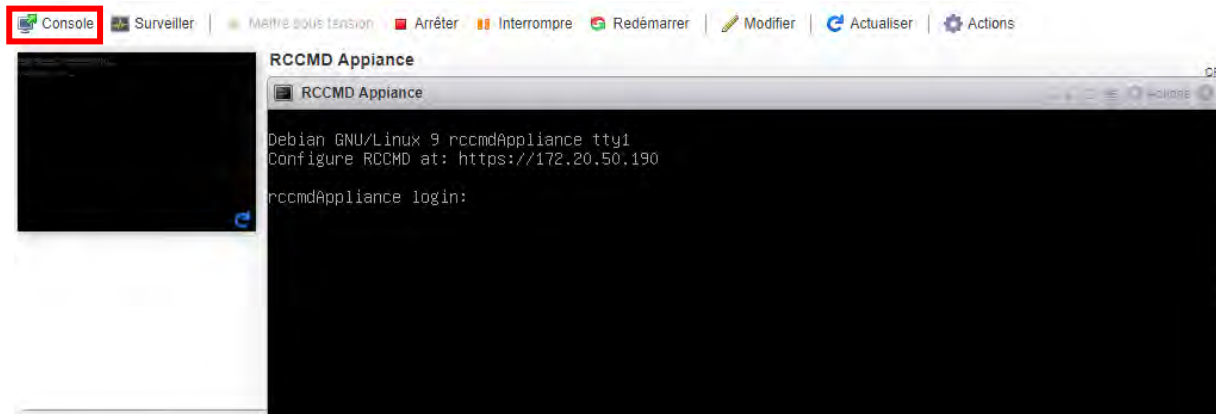 Console Surveiller Mettre sous tension Arrêter Interrompre Redémarrer Modifier Actualiser Actions
RCCMD Appiance
RCCMD Appiance
Debian GNU/Linux 9 rccmdAppliance tty1
Configure RCCMD at: https://172.20.50.190
rccmdAppliance login: